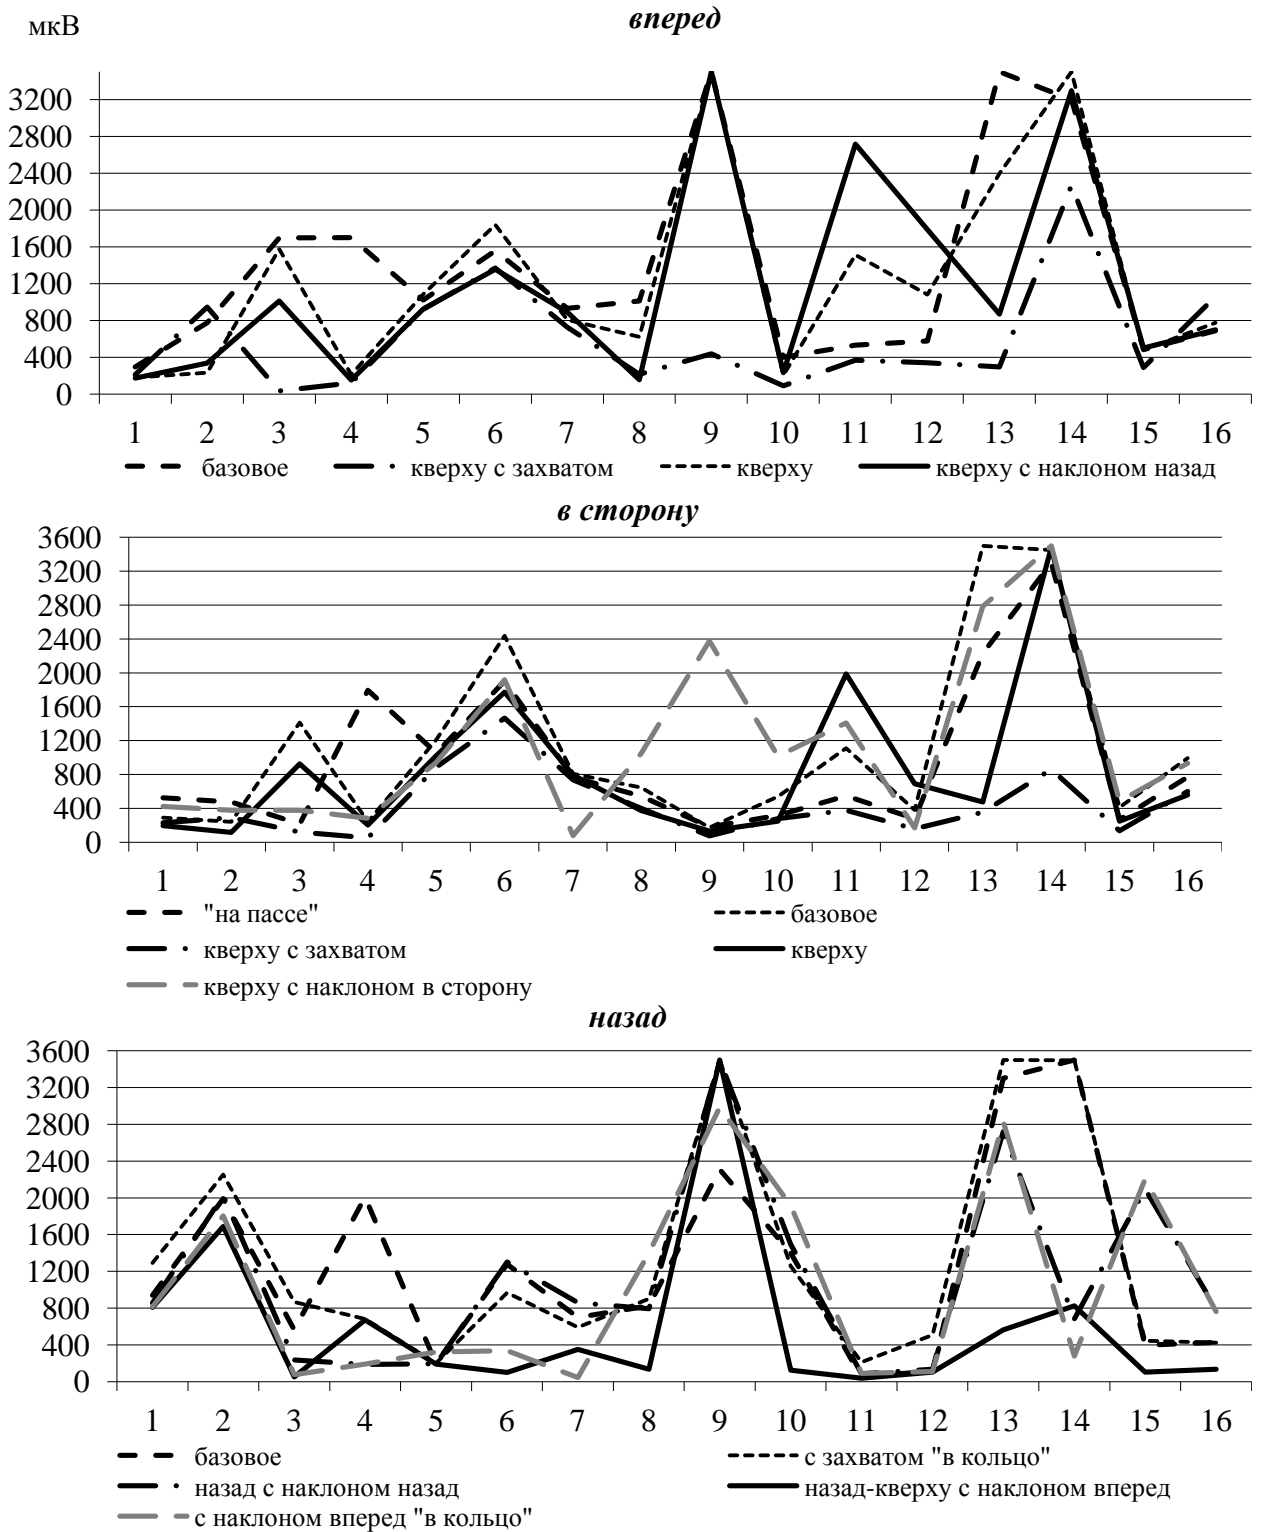 вперед
мкВ
3200
2800
2400
2000
1600
1200
800
400
0
1 2 3 4 5 6 7 8 9 10 11 12 13 14 15 16
базовое кверху с захватом кверху кверху с наклоном назад
в сторону
3600
3200
2800
2400
2000
1600
1200
800
400
0
1 2 3 4 5 6 7 8 9 10 11 12 13 14 15 16
"на пассе" базовое
кверху с захватом кверху
кверху с наклоном в сторону
назад
3600
3200
2800
2400
2000
1600
1200
800
400
0
1 2 3 4 5 6 7 8 9 10 11 12 13 14 15 16
базовое с захватом "в кольцо"
назад с наклоном назад назад-кверху с наклоном вперед
с наклоном вперед "в кольцо"